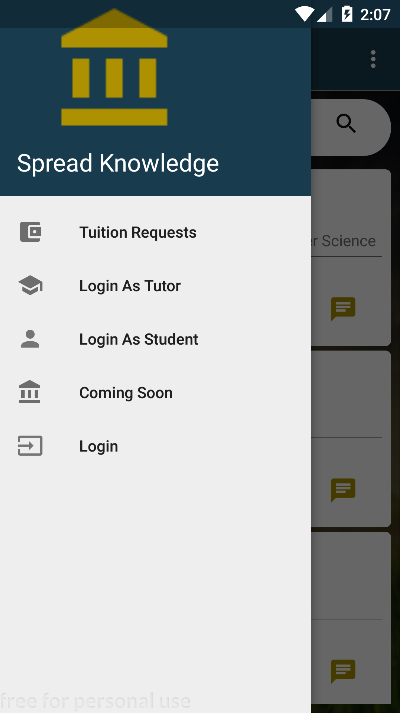 2:07
Spread Knowledge
er Science
Tuition Requests
Login As Tutor
Login As Student
Coming Soon
Login
free for personal use